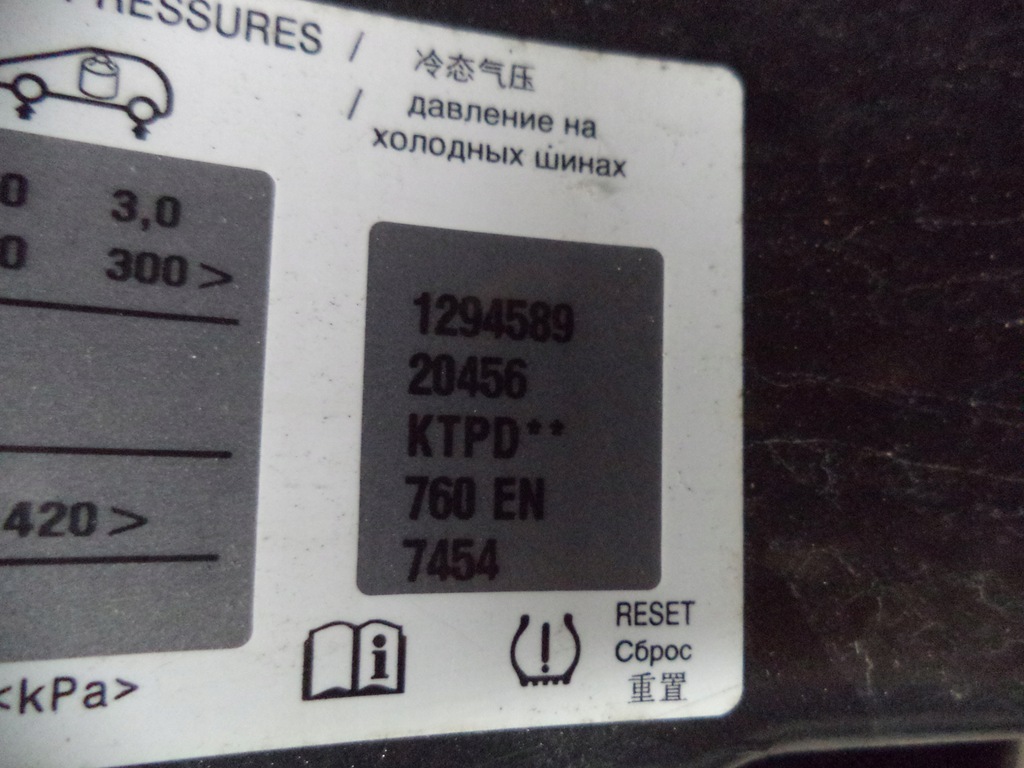 RESSURES / 冷态气压
/ давление на
холодных шинах
0 3,0
0 300 >
420 >
<kPa>
1294589
20456
KTPD**
760 EN
7454
RESET
Сброс
重置